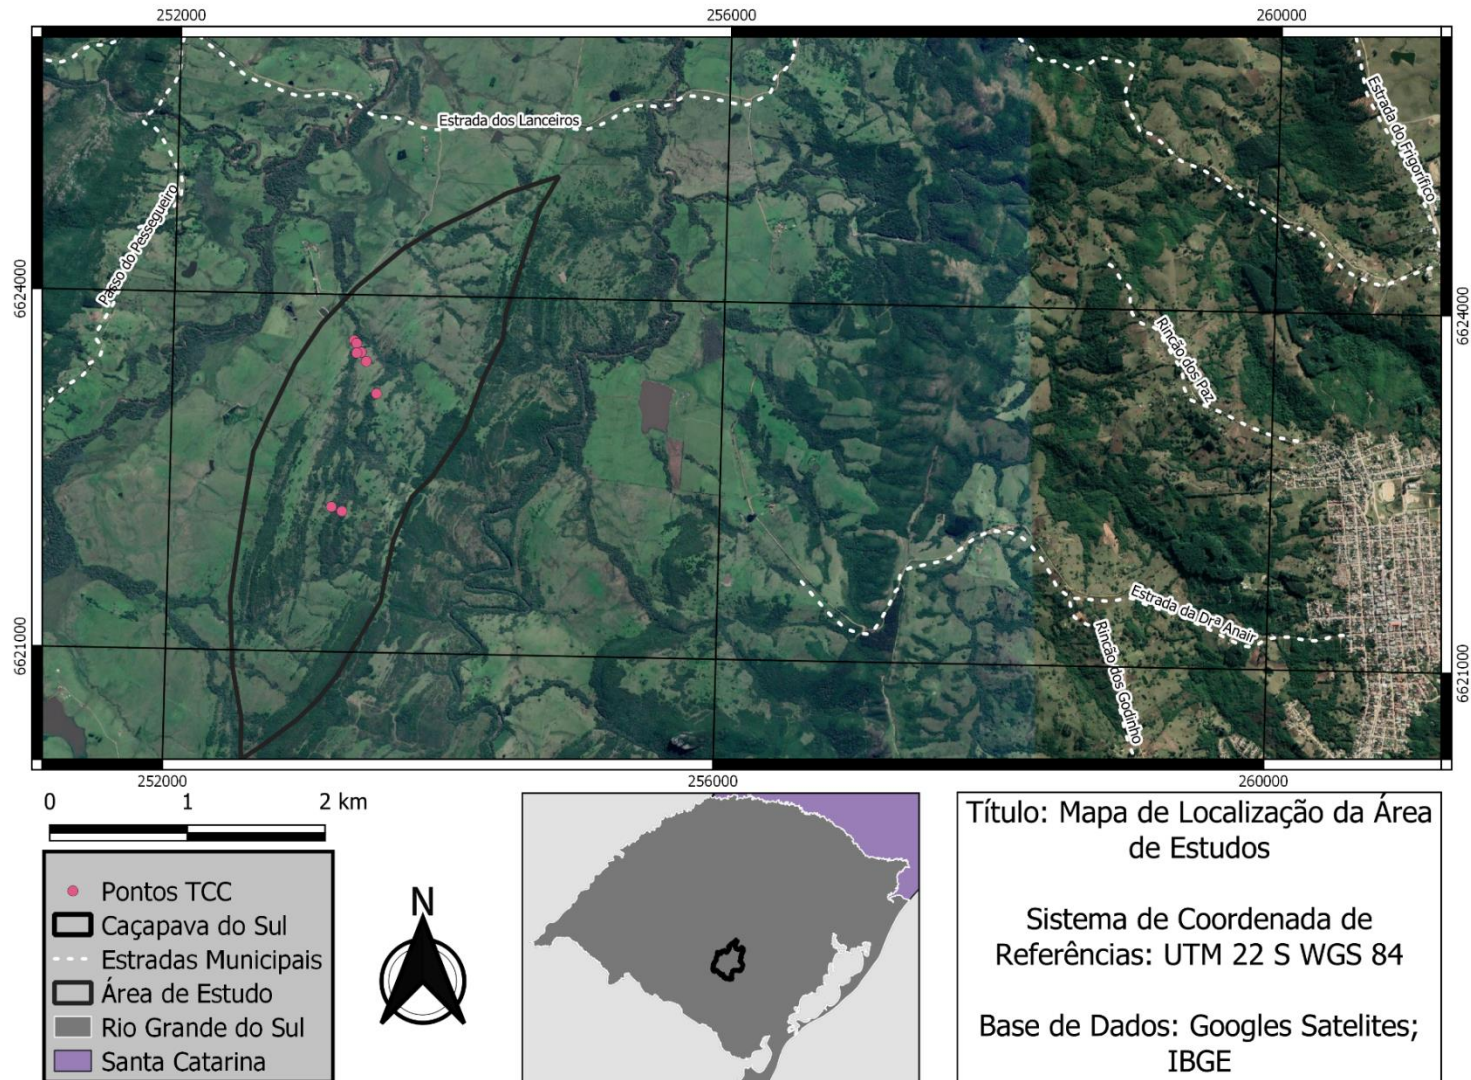 252000
256000
260000
Estrada do Frigorífico
Estrada dos Lanceiros
Passo do Pessegueiro
6624000
6624000
Rincão dos Paz
Estrada da Drª Anair
Rincão dos Godinho
6621000
6621000
252000
256000
260000
0 1 2 km
Pontos TCC
Caçapava do Sul
Estradas Municipais
Área de Estudo
Rio Grande do Sul
Santa Catarina
N
Título: Mapa de Localização da Área
de Estudos
Sistema de Coordenada de
Referências: UTM 22 S WGS 84
Base de Dados: Googles Satelites;
IBGE